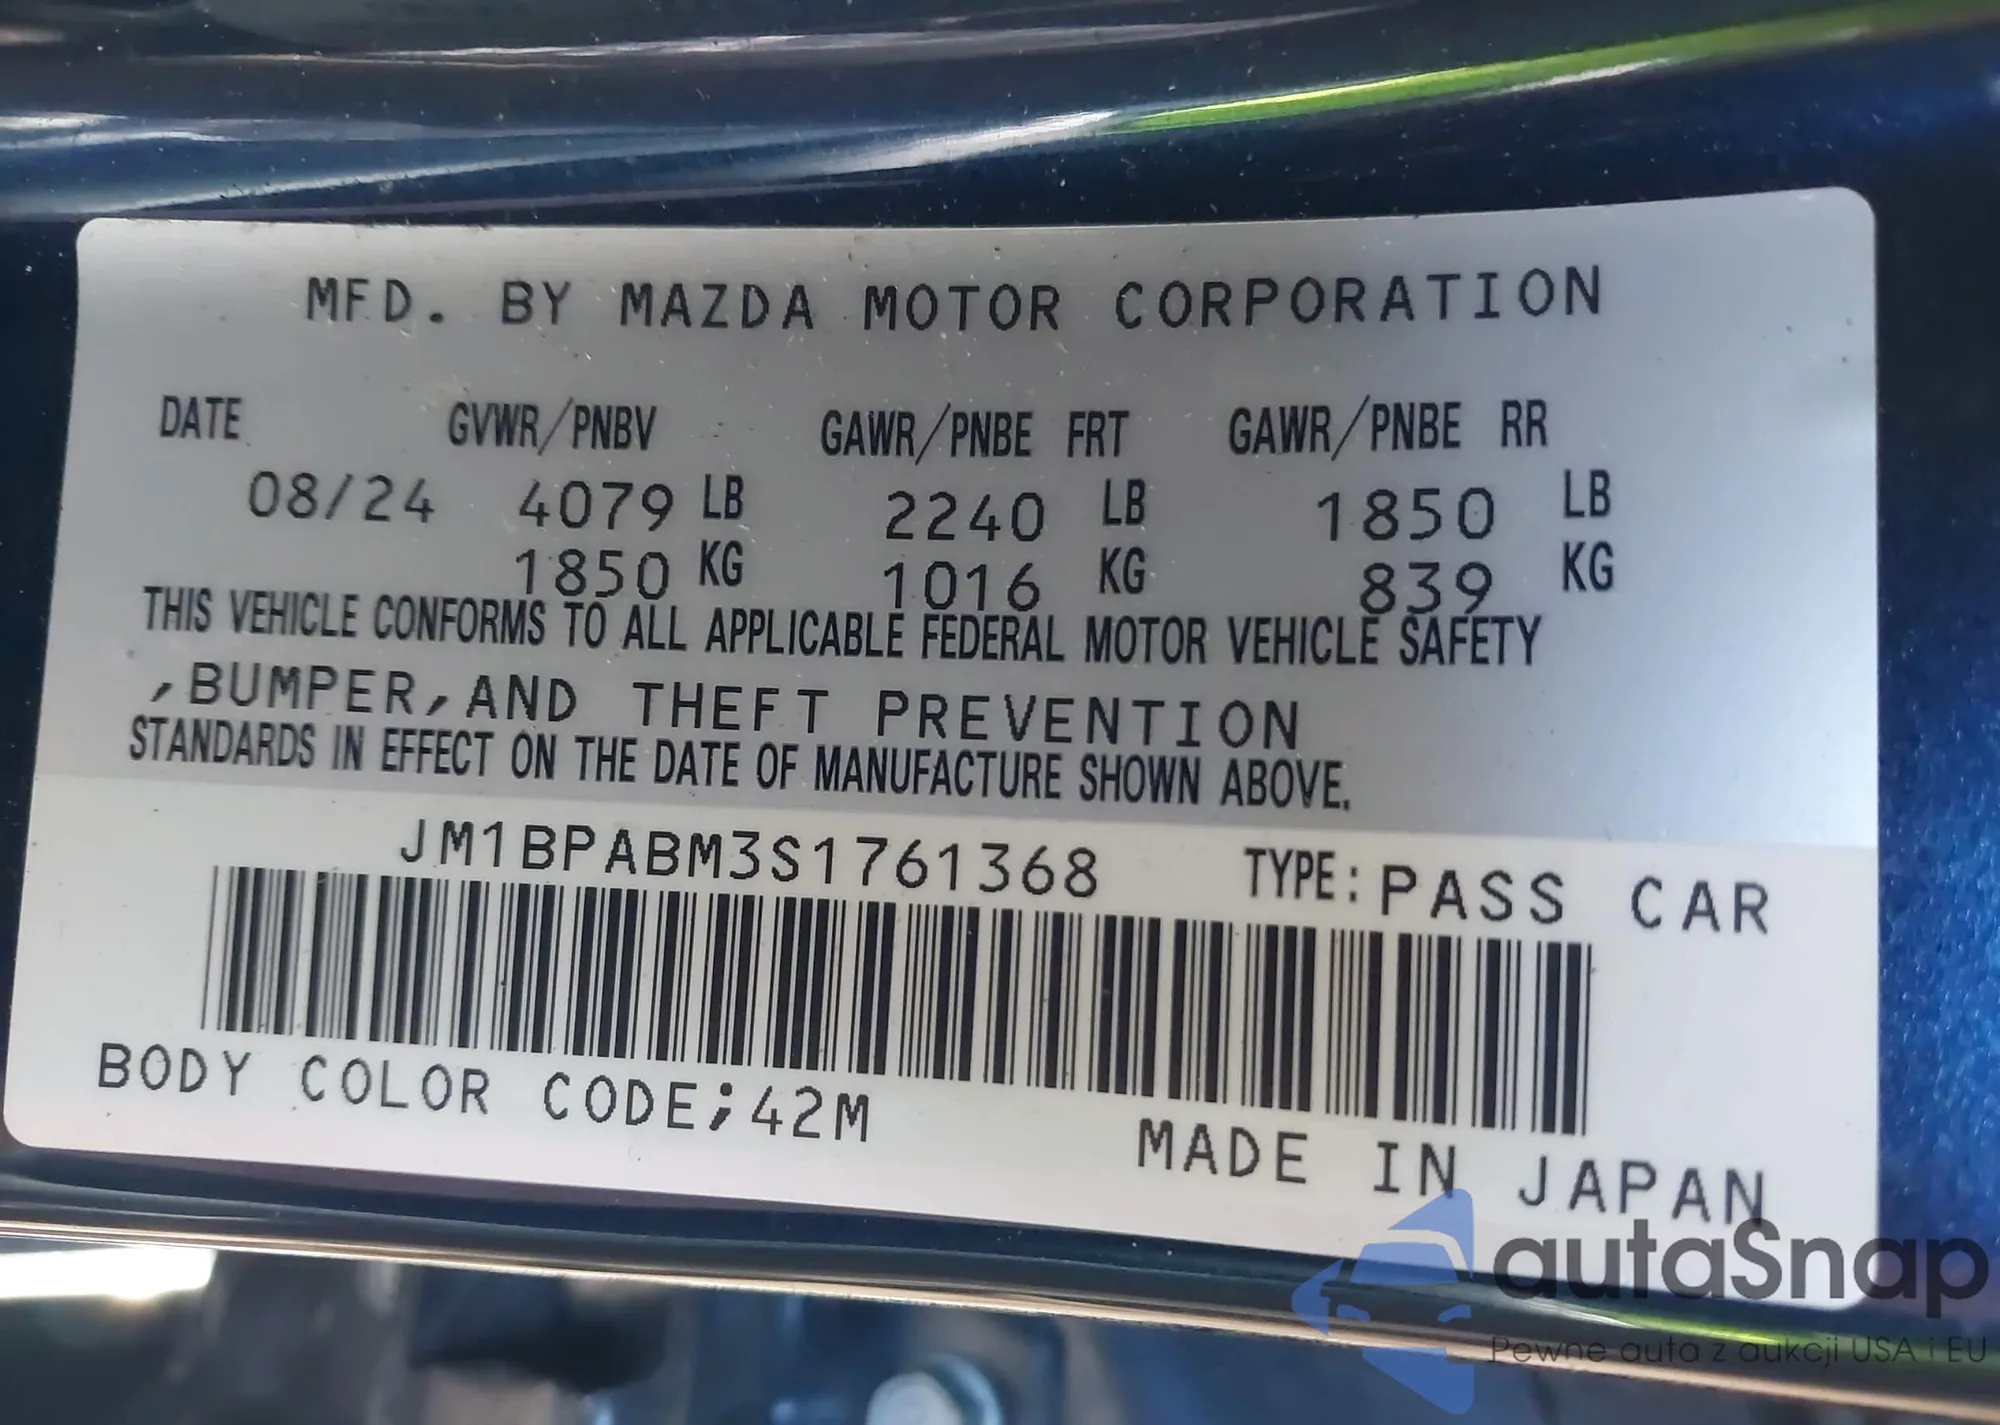 MFD. BY MAZDA MOTOR CORPORATION
DATE GVWR/PNBV GAWR/PNBE FRT GAWR/PNBE RR
08/24 4079 LB 2240 LB 1850 LB
1850 KG 1016 KG 839 KG
THIS VEHICLE CONFORMS TO ALL APPLICABLE FEDERAL MOTOR VEHICLE SAFETY
,BUMPER,AND THEFT PREVENTION
STANDARDS IN EFFECT ON THE DATE OF MANUFACTURE SHOWN ABOVE.
JM1BPABM3S1761368 TYPE: PASS CAR
BODY COLOR CODE;42M
MADE IN JAPAN
autaSnap
Pewne auta z aukcji USA i EU